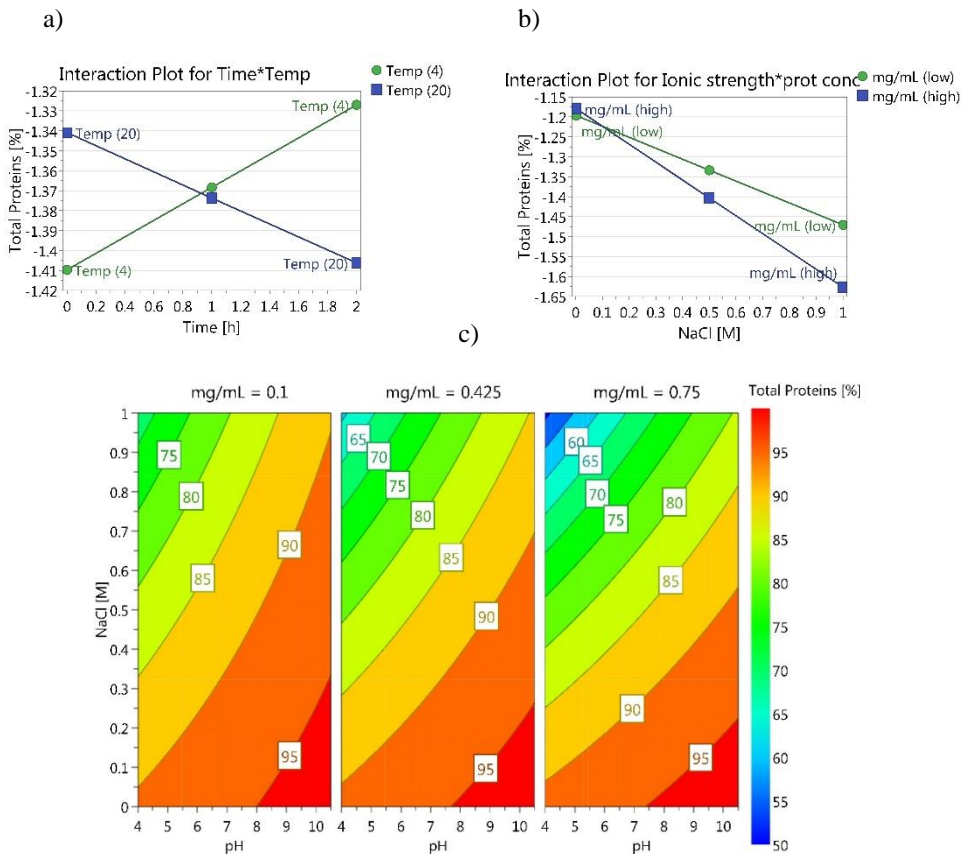 a)
b)
Interaction Plot for Time*Temp
Temp (4)
Temp (20)
-1.32
-1.33
-1.34
-1.35
-1.36
-1.37
-1.38
-1.39
-1.4
-1.41
-1.42
Total Proteins [%]
Temp (4)
Temp (20)
Temp (4)
Temp (20)
0 0.2 0.4 0.6 0.8 1 1.2 1.4 1.6 1.8 2
Time [h]
Interaction Plot for Ionic strength*prot conc
mg/mL (low)
mg/mL (high)
-1.15
-1.2
-1.25
-1.3
-1.35
-1.4
-1.45
-1.5
-1.55
-1.6
-1.65
Total Proteins [%]
mg/mL (high)
mg/mL (low)
mg/mL (low)
mg/mL (high)
0 0.1 0.2 0.3 0.4 0.5 0.6 0.7 0.8 0.9 1
NaCl [M]
c)
mg/mL = 0.1
mg/mL = 0.425
mg/mL = 0.75
Total Proteins [%]
1
0.9
0.8
0.7
0.6
0.5
0.4
0.3
0.2
0.1
0
NaCl [M]
75
80
85
90
95
65
70
75
80
85
90
95
60
65
70
75
80
85
90
95
4 5 6 7 8 9 10
4 5 6 7 8 9 10
4 5 6 7 8 9 10
pH
pH
pH
95
90
85
80
75
70
65
60
55
50